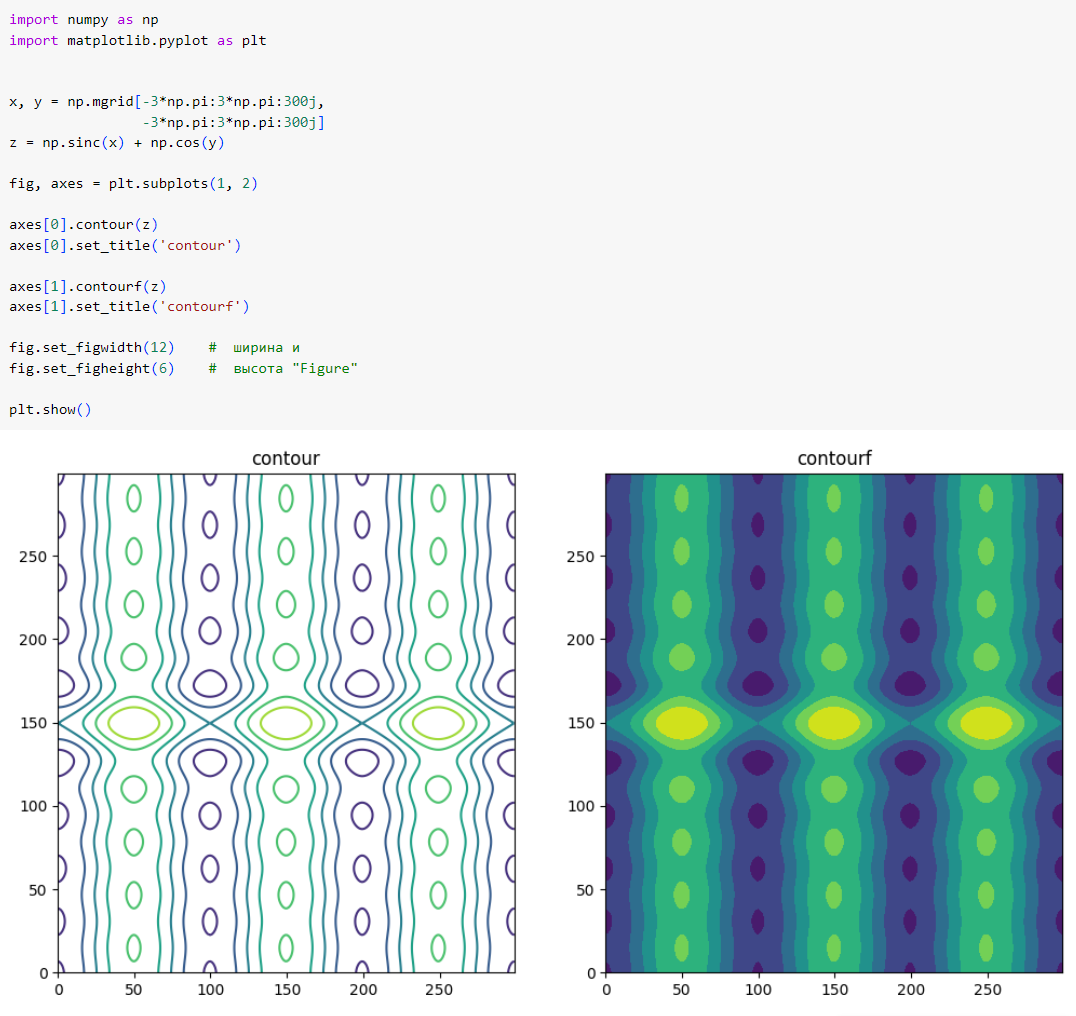 import numpy as np
import matplotlib.pyplot as plt
x, y = np.mgrid[-3*np.pi:3*np.pi:300j,
-3*np.pi:3*np.pi:300j]
z = np.sinc(x) + np.cos(y)
fig, axes = plt.subplots(1, 2)
axes[0].contour(z)
axes[0].set_title('contour')
axes[1].contourf(z)
axes[1].set_title('contourf')
fig.set_figwidth(12)    #  ширина и
fig.set_figheight(6)    #  высота "Figure"
plt.show()
contour
250
200
150
100
50
0
0 50 100 150 200 250
contourf
250
200
150
100
50
0
0 50 100 150 200 250